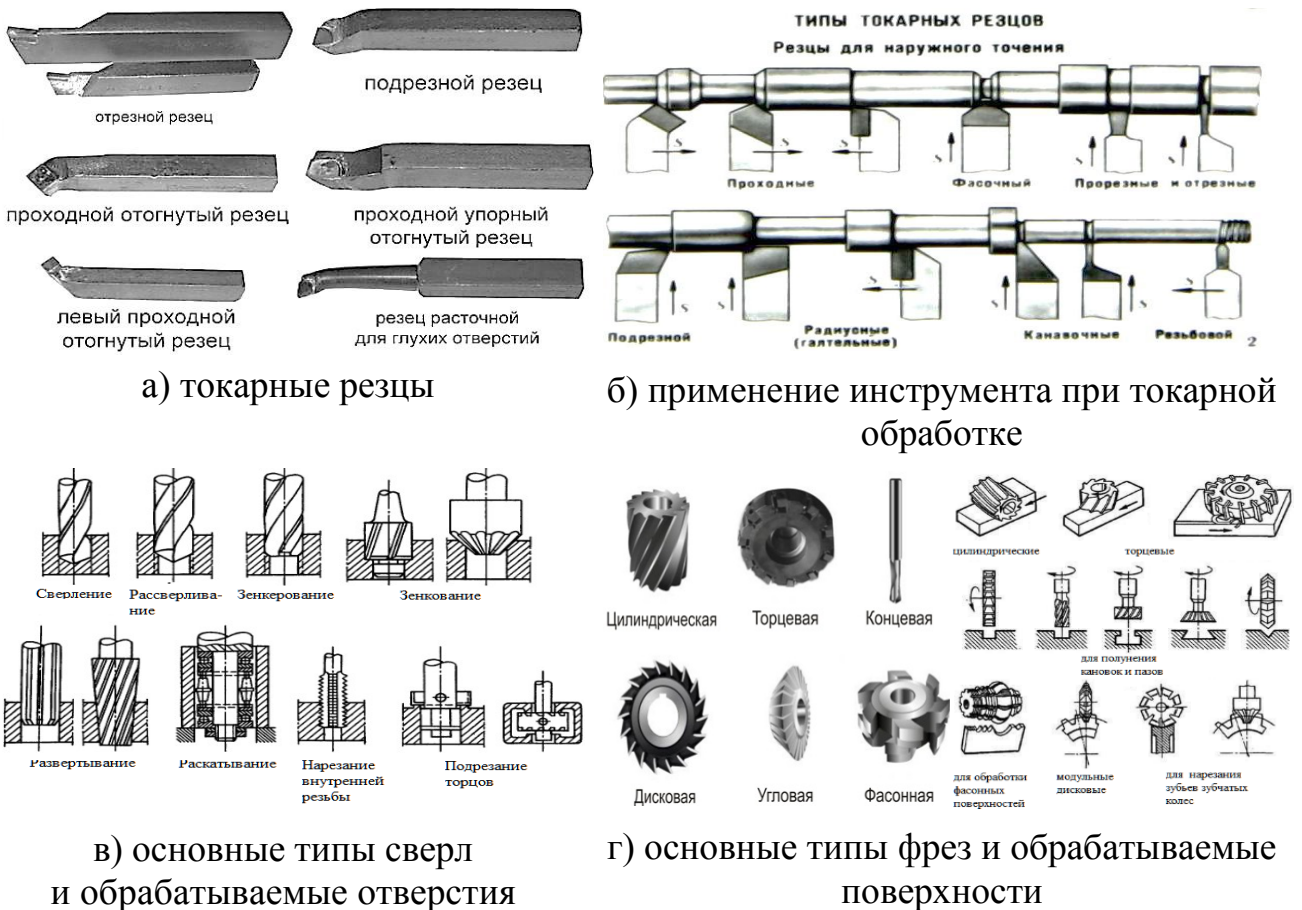 отрезной резец
подрезной резец
проходной отогнутый резец
проходной упорный
отогнутый резец
левый проходной
отогнутый резец
резец расточной
для глухих отверстий
а) токарные резцы
ТИПЫ ТОКАРНЫХ РЕЗЦОВ
Резцы для наружного точения
S
S
S
S
S
S
Проходные
Фасочный
Прорезные и отрезные
S
S
S
S
S
S
Подрезной
Радиусные
(галтельные)
Канавочные
Резьбовой
2
б) применение инструмента при токарной
обработке
Сверление
Рассверлива-
ние
Зенкерование
Зенкование
Развертывание
Раскатывание
Нарезание
внутренней
резьбы
Подрезание
торцов
в) основные типы сверл
и обрабатываемые отверстия
Цилиндрическая
Торцевая
Концевая
Дисковая
Угловая
Фасонная
цилиндрические
торцевые
для полунения
кановок и пазов
для обработки
фасонных
поверхностей
модульные
дисковые
для нарезания
зубьев зубчатых
колес
г) основные типы фрез и обрабатываемые
поверхности